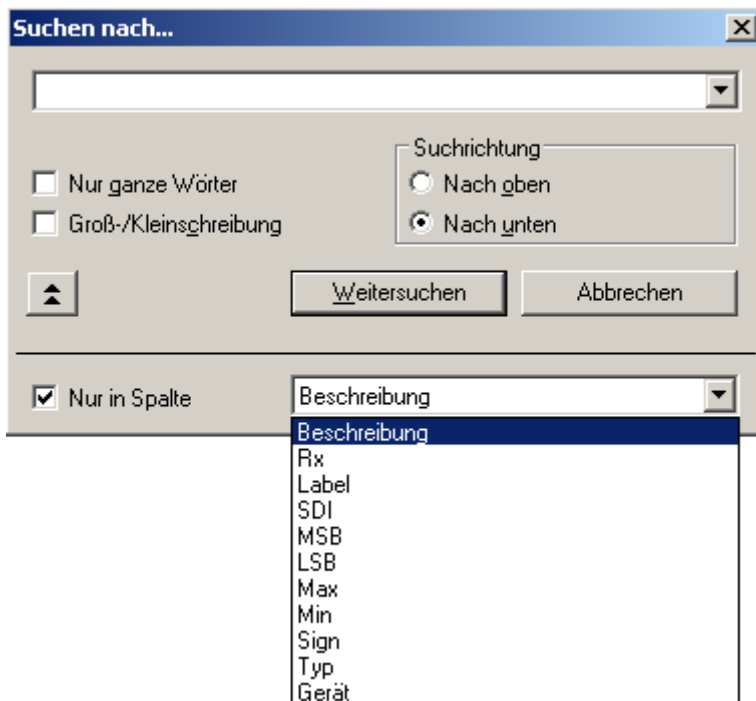 Suchen nach...
Nur ganze Wörter
Groß-/Kleinschreibung
Suchrichtung
Nach oben
Nach unten
Weitersuchen
Abbrechen
Nur in Spalte
Beschreibung
Beschreibung
Rx
Label
SDI
MSB
LSB
Max
Min
Sign
Typ
Gerät